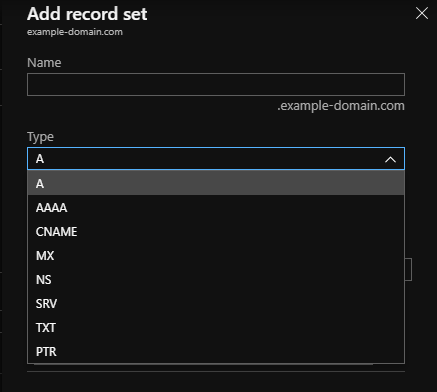 Add record set
example-domain.com
Name
.example-domain.com
Type
A
A
AAAA
CNAME
MX
NS
SRV
TXT
PTR